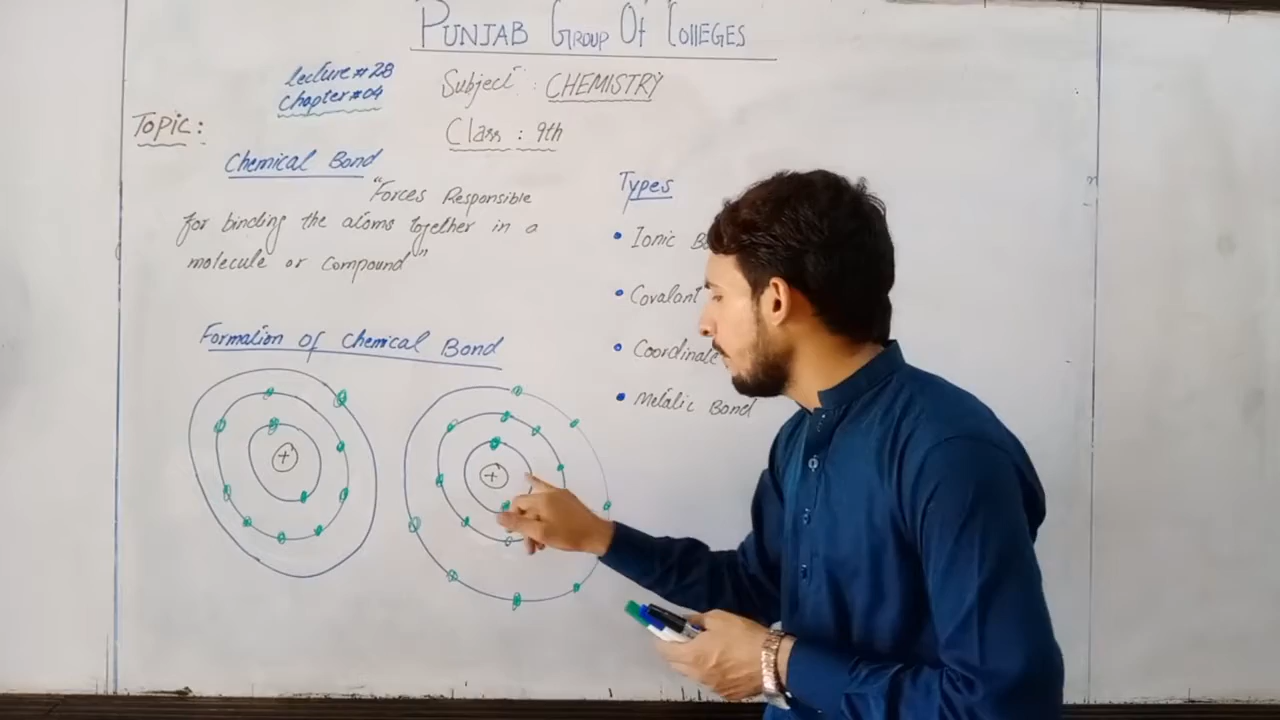 PUNJAB GROUP OF COllEGES
lecture # 28
Chapter # 04
Subject : CHEMISTRY
Class : 9th
TOPIC:
Chemical Bond
"Forces Responsible
for binding the atoms together in a
molecule or compound"
Types
• Ionic
• Covalant
• Coordinate
• Metalic Bond
Formation of Chemical Bond
+
+